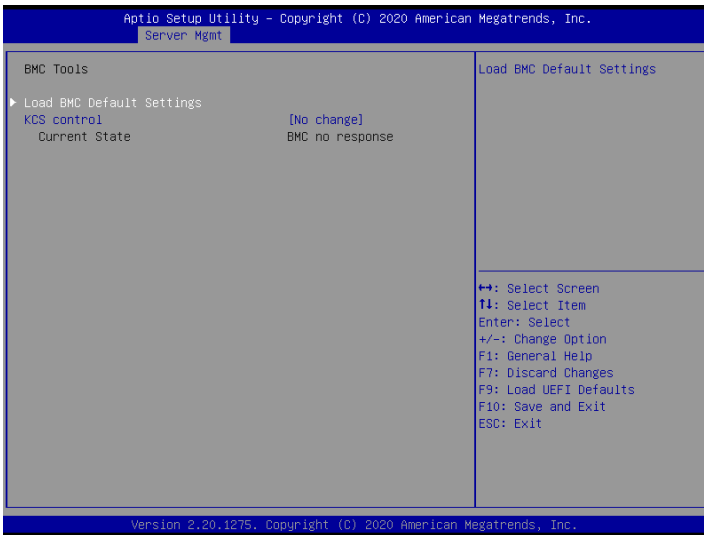 Aptio Setup Utility – Copyright (C) 2020 American Megatrends, Inc.
Server Mgmt
BMC Tools
Load BMC Default Settings
KCS control [No change]
Current State BMC no response
Load BMC Default Settings
↔: Select Screen
↑↓: Select Item
Enter: Select
+/-: Change Option
F1: General Help
F7: Discard Changes
F9: Load UEFI Defaults
F10: Save and Exit
ESC: Exit
Version 2.20.1275. Copyright (C) 2020 American Megatrends, Inc.